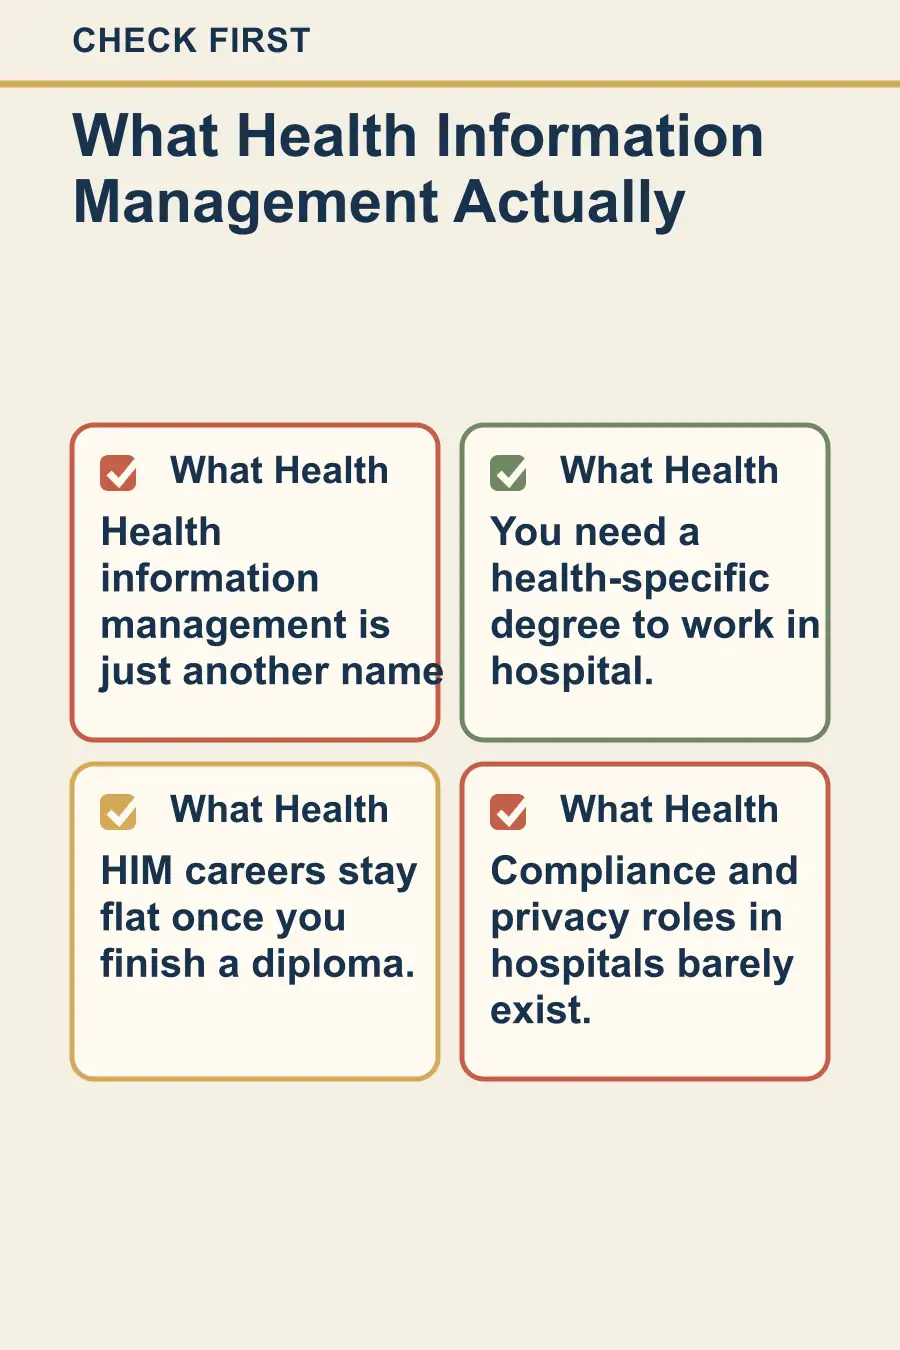 CHECK FIRST
What Health Information
Management Actually
What Health
Health
information
management is
just another name
What Health
You need a
health-specific
degree to work in
hospital.
What Health
HIM careers stay
flat once you
finish a diploma.
What Health
Compliance and
privacy roles in
hospitals barely
exist.